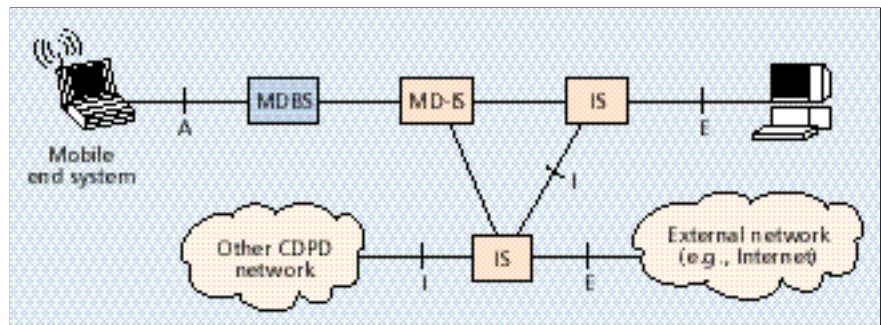 MDBS
MD-IS
IS
A
E
Mobile
end system
I
Other CDPD
network
IS
External network
(e.g., Internet)
I
E